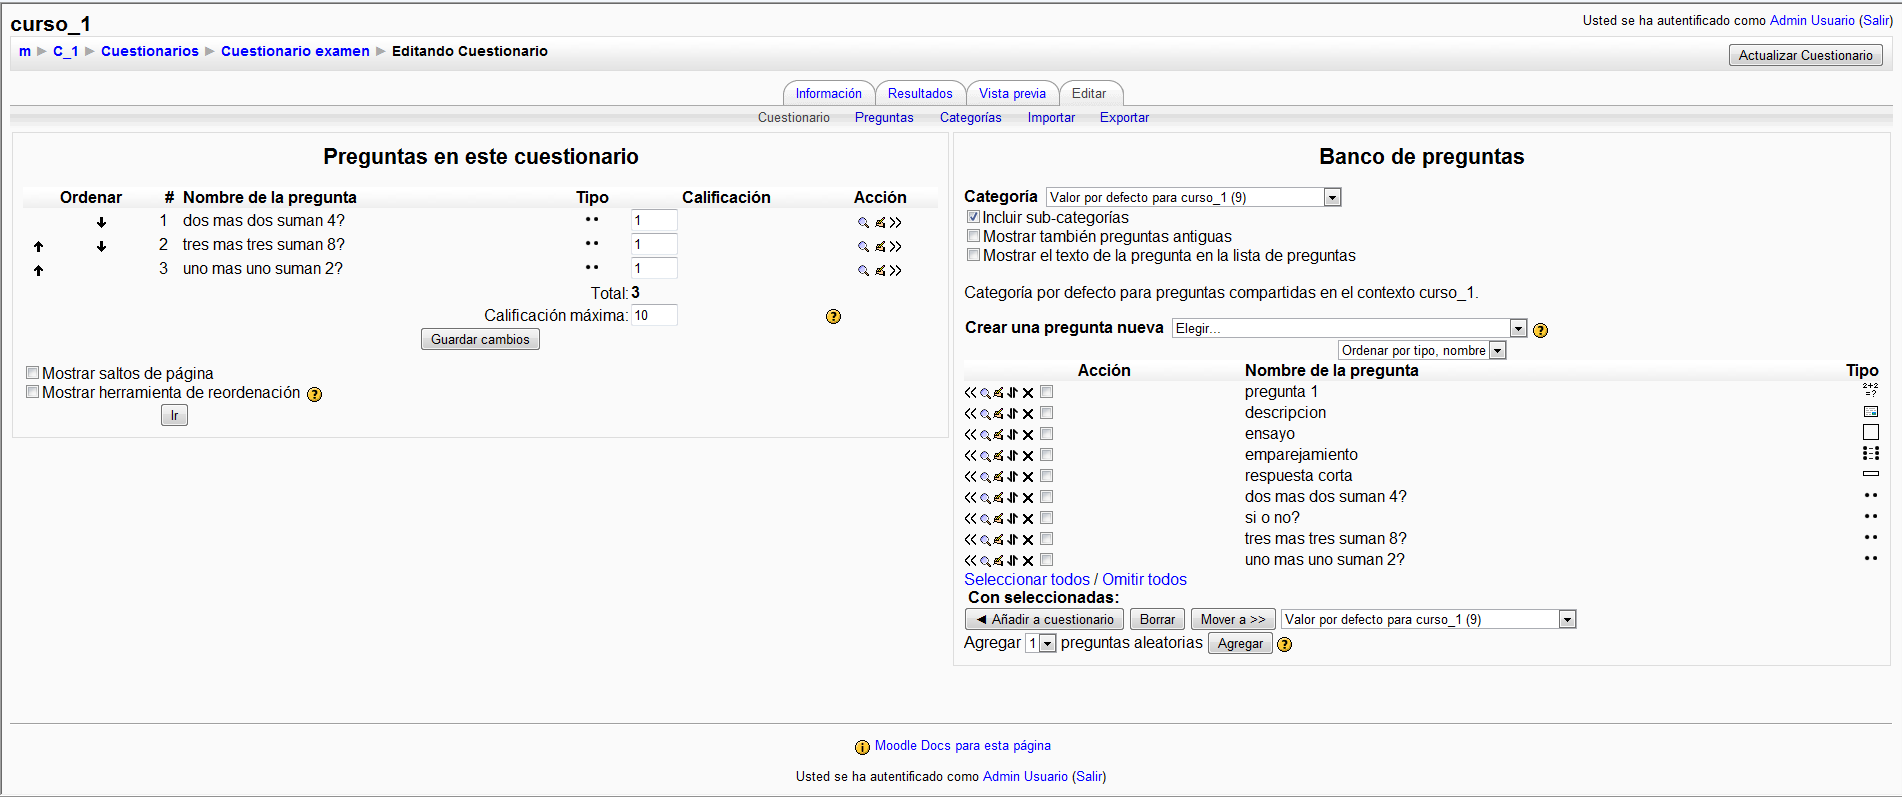 curso_1
Usted se ha autentificado como Admin Usuario (Salir)
m ► C_1 ► Cuestionarios ► Cuestionario examen ► Editando Cuestionario
Actualizar Cuestionario
Información Resultados Vista previa Editar
Cuestionario Preguntas Categorías Importar Exportar
Preguntas en este cuestionario
Ordenar # Nombre de la pregunta Tipo Calificación Acción
1 dos mas dos suman 4? 1
2 tres mas tres suman 8? 1
3 uno mas uno suman 2? 1
Total: 3
Calificación máxima: 10
Guardar cambios
Mostrar saltos de página
Mostrar herramienta de reordenación
Ir
Banco de preguntas
Categoría Valor por defecto para curso_1 (9)
Incluir sub-categorías
Mostrar también preguntas antiguas
Mostrar el texto de la pregunta en la lista de preguntas
Categoría por defecto para preguntas compartidas en el contexto curso_1.
Crear una pregunta nueva Elegir...
Ordenar por tipo, nombre
Acción Nombre de la pregunta Tipo
pregunta 1 2+2 =?
descripcion
ensayo
emparejamiento
respuesta corta
dos mas dos suman 4?
si o no?
tres mas tres suman 8?
uno mas uno suman 2?
Seleccionar todos / Omitir todos
Con seleccionadas:
◄ Añadir a cuestionario Borrar Mover a >> Valor por defecto para curso_1 (9)
Agregar 1 preguntas aleatorias Agregar
Moodle Docs para esta página
Usted se ha autentificado como Admin Usuario (Salir)